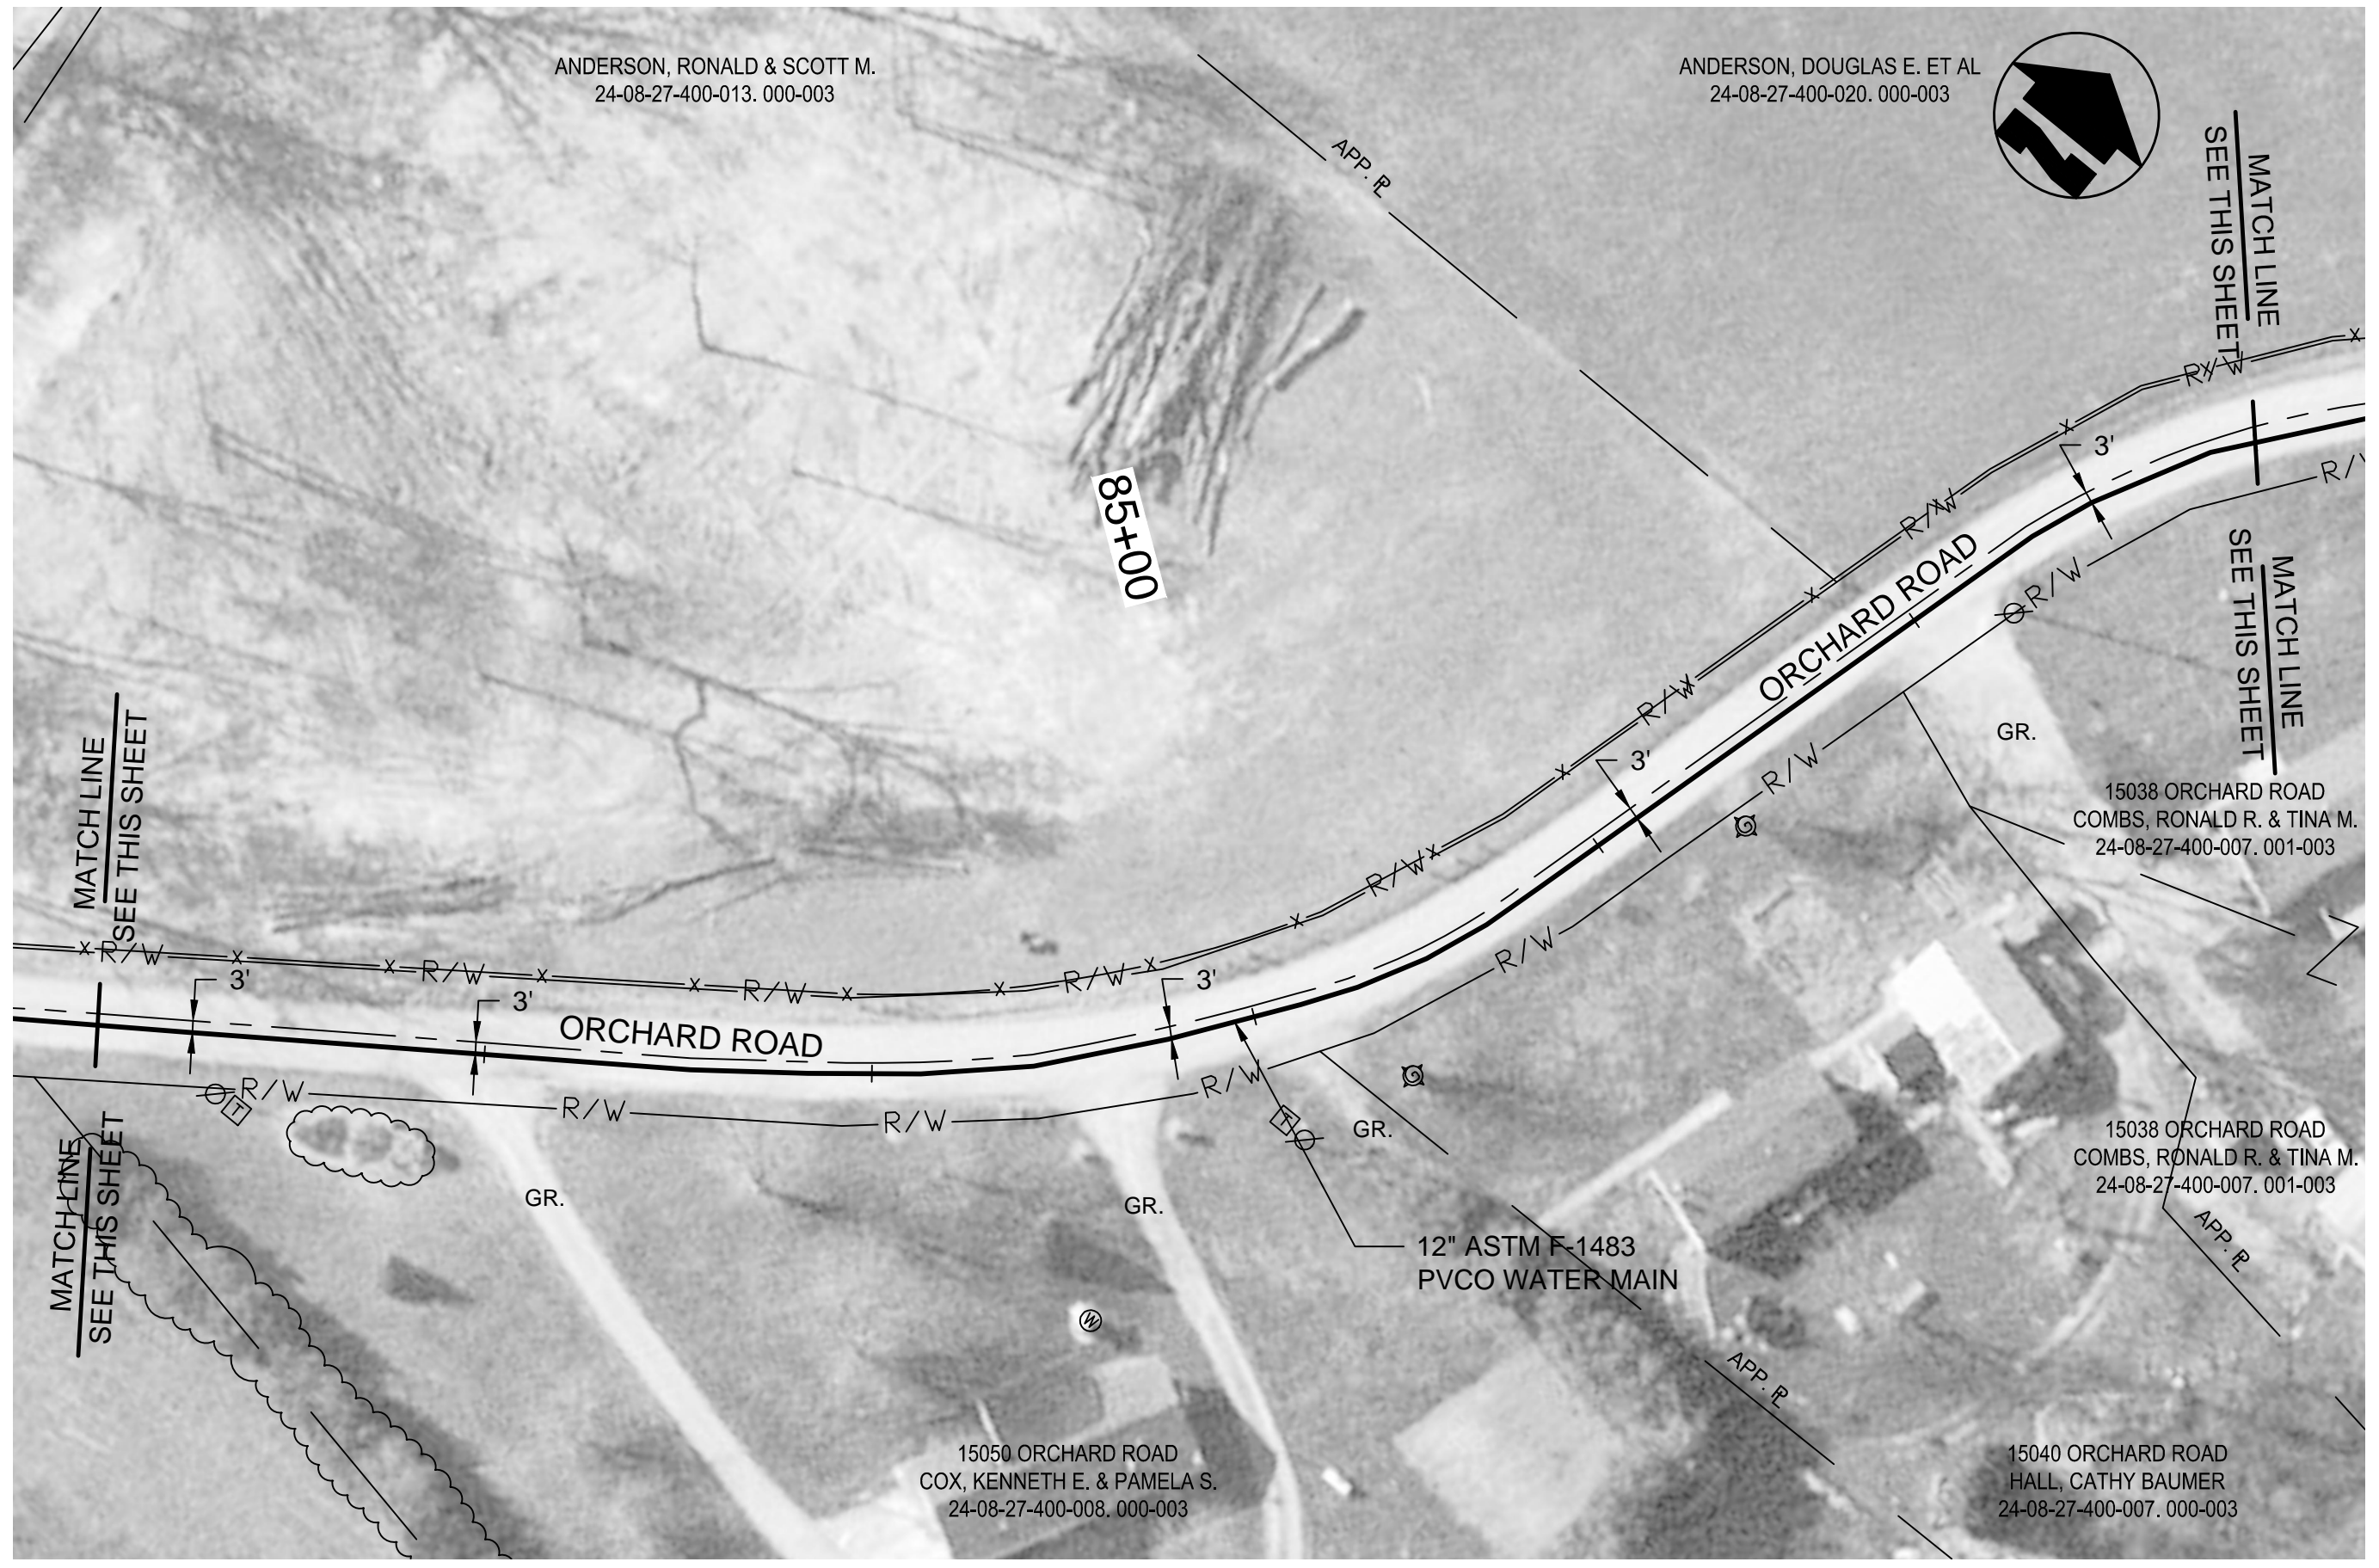 ANDERSON, RONALD & SCOTT M.
24-08-27-400-013. 000-003
ANDERSON, DOUGLAS E. ET AL
24-08-27-400-020. 000-003
APP. PL
MATCH LINE
SEE THIS SHEET
R/W
3'
85+00
R/W
R/W
ORCHARD ROAD
R/W
MATCH LINE
SEE THIS SHEET
GR.
R/W
3'
R/W
15038 ORCHARD ROAD
COMBS, RONALD R. & TINA M.
24-08-27-400-007. 001-003
MATCH LINE
SEE THIS SHEET
R/W
R/W
R/W
R/W
R/W
R/W
3'
3'
3'
ORCHARD ROAD
R/W
R/W
R/W
R/W
T
T
GR.
MATCH LINE
SEE THIS SHEET
GR.
GR.
15038 ORCHARD ROAD
COMBS, RONALD R. & TINA M.
24-08-27-400-007. 001-003
APP. PL
12" ASTM F-1483
PVCO WATER MAIN
W
APP. PL
15050 ORCHARD ROAD
COX, KENNETH E. & PAMELA S.
24-08-27-400-008. 000-003
15040 ORCHARD ROAD
HALL, CATHY BAUMER
24-08-27-400-007. 000-003